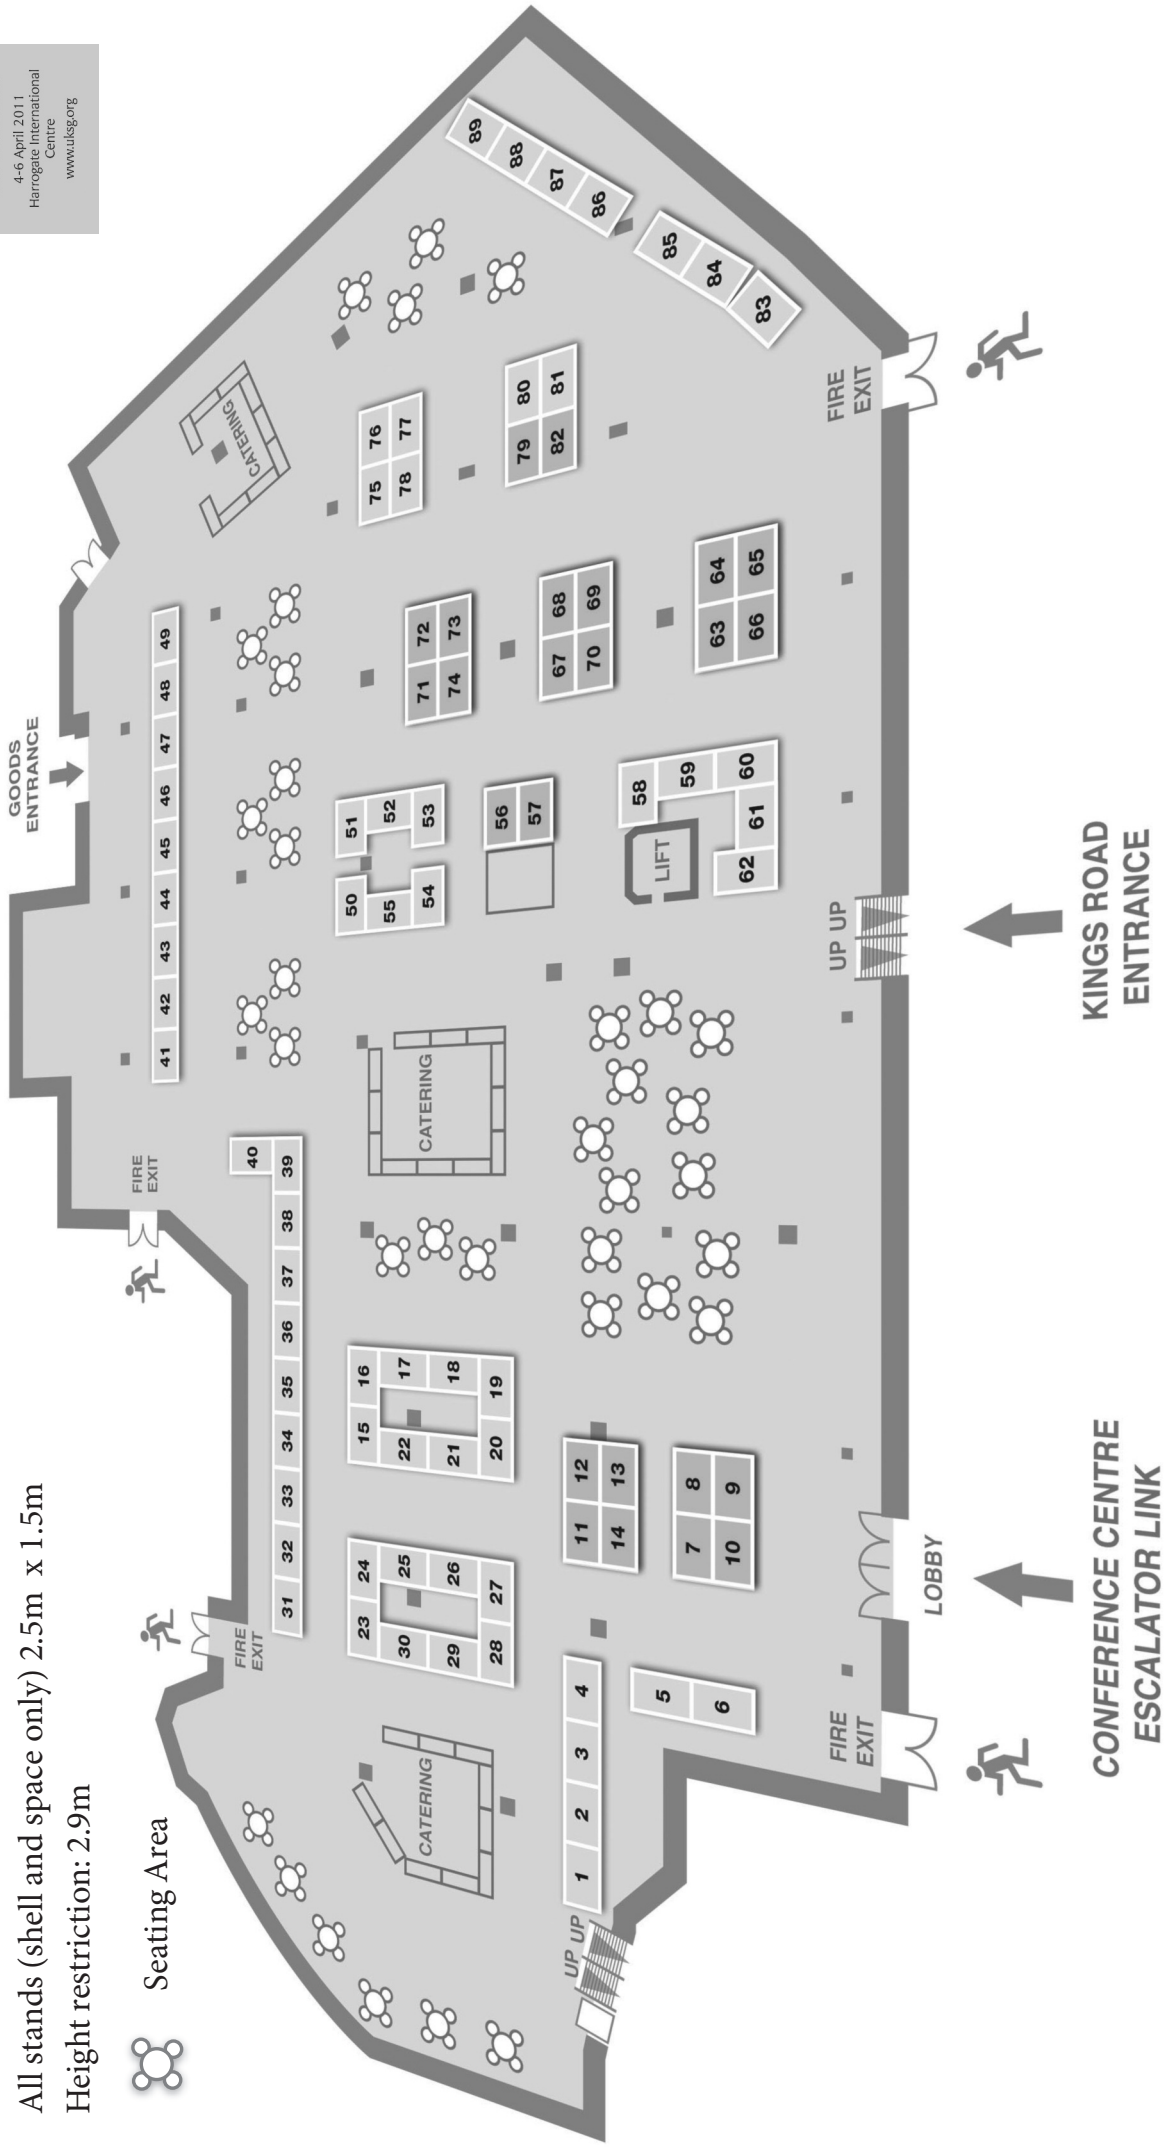 All stands (shell and space only) 2.5m x 1.5m
Height restriction: 2.9m
Seating Area
4-6 April 2011
Harrogate International
Centre
www.uksg.org
GOODS
ENTRANCE
FIRE
EXIT
FIRE
EXIT
41 42 43 44 45 46 47 48 49
40
31 32 33 34 35 36 37 38 39
CATERING
23 24
30 25
29 26
28 27
15 16
22 17
21 18
20 19
CATERING
50 51
55 52
54 53
56
57
71 72
74 73
75 76
78 77
CATERING
89
88
87
86
85
84
83
UP UP
1 2 3 4
5
6
11 12
14 13
7 8
10 9
LIFT
58
59
60
61
62
67 68
70 69
63 64
66 65
79 80
82 81
FIRE
EXIT
LOBBY
UP UP
FIRE
EXIT
CONFERENCE CENTRE
ESCALATOR LINK
KINGS ROAD
ENTRANCE